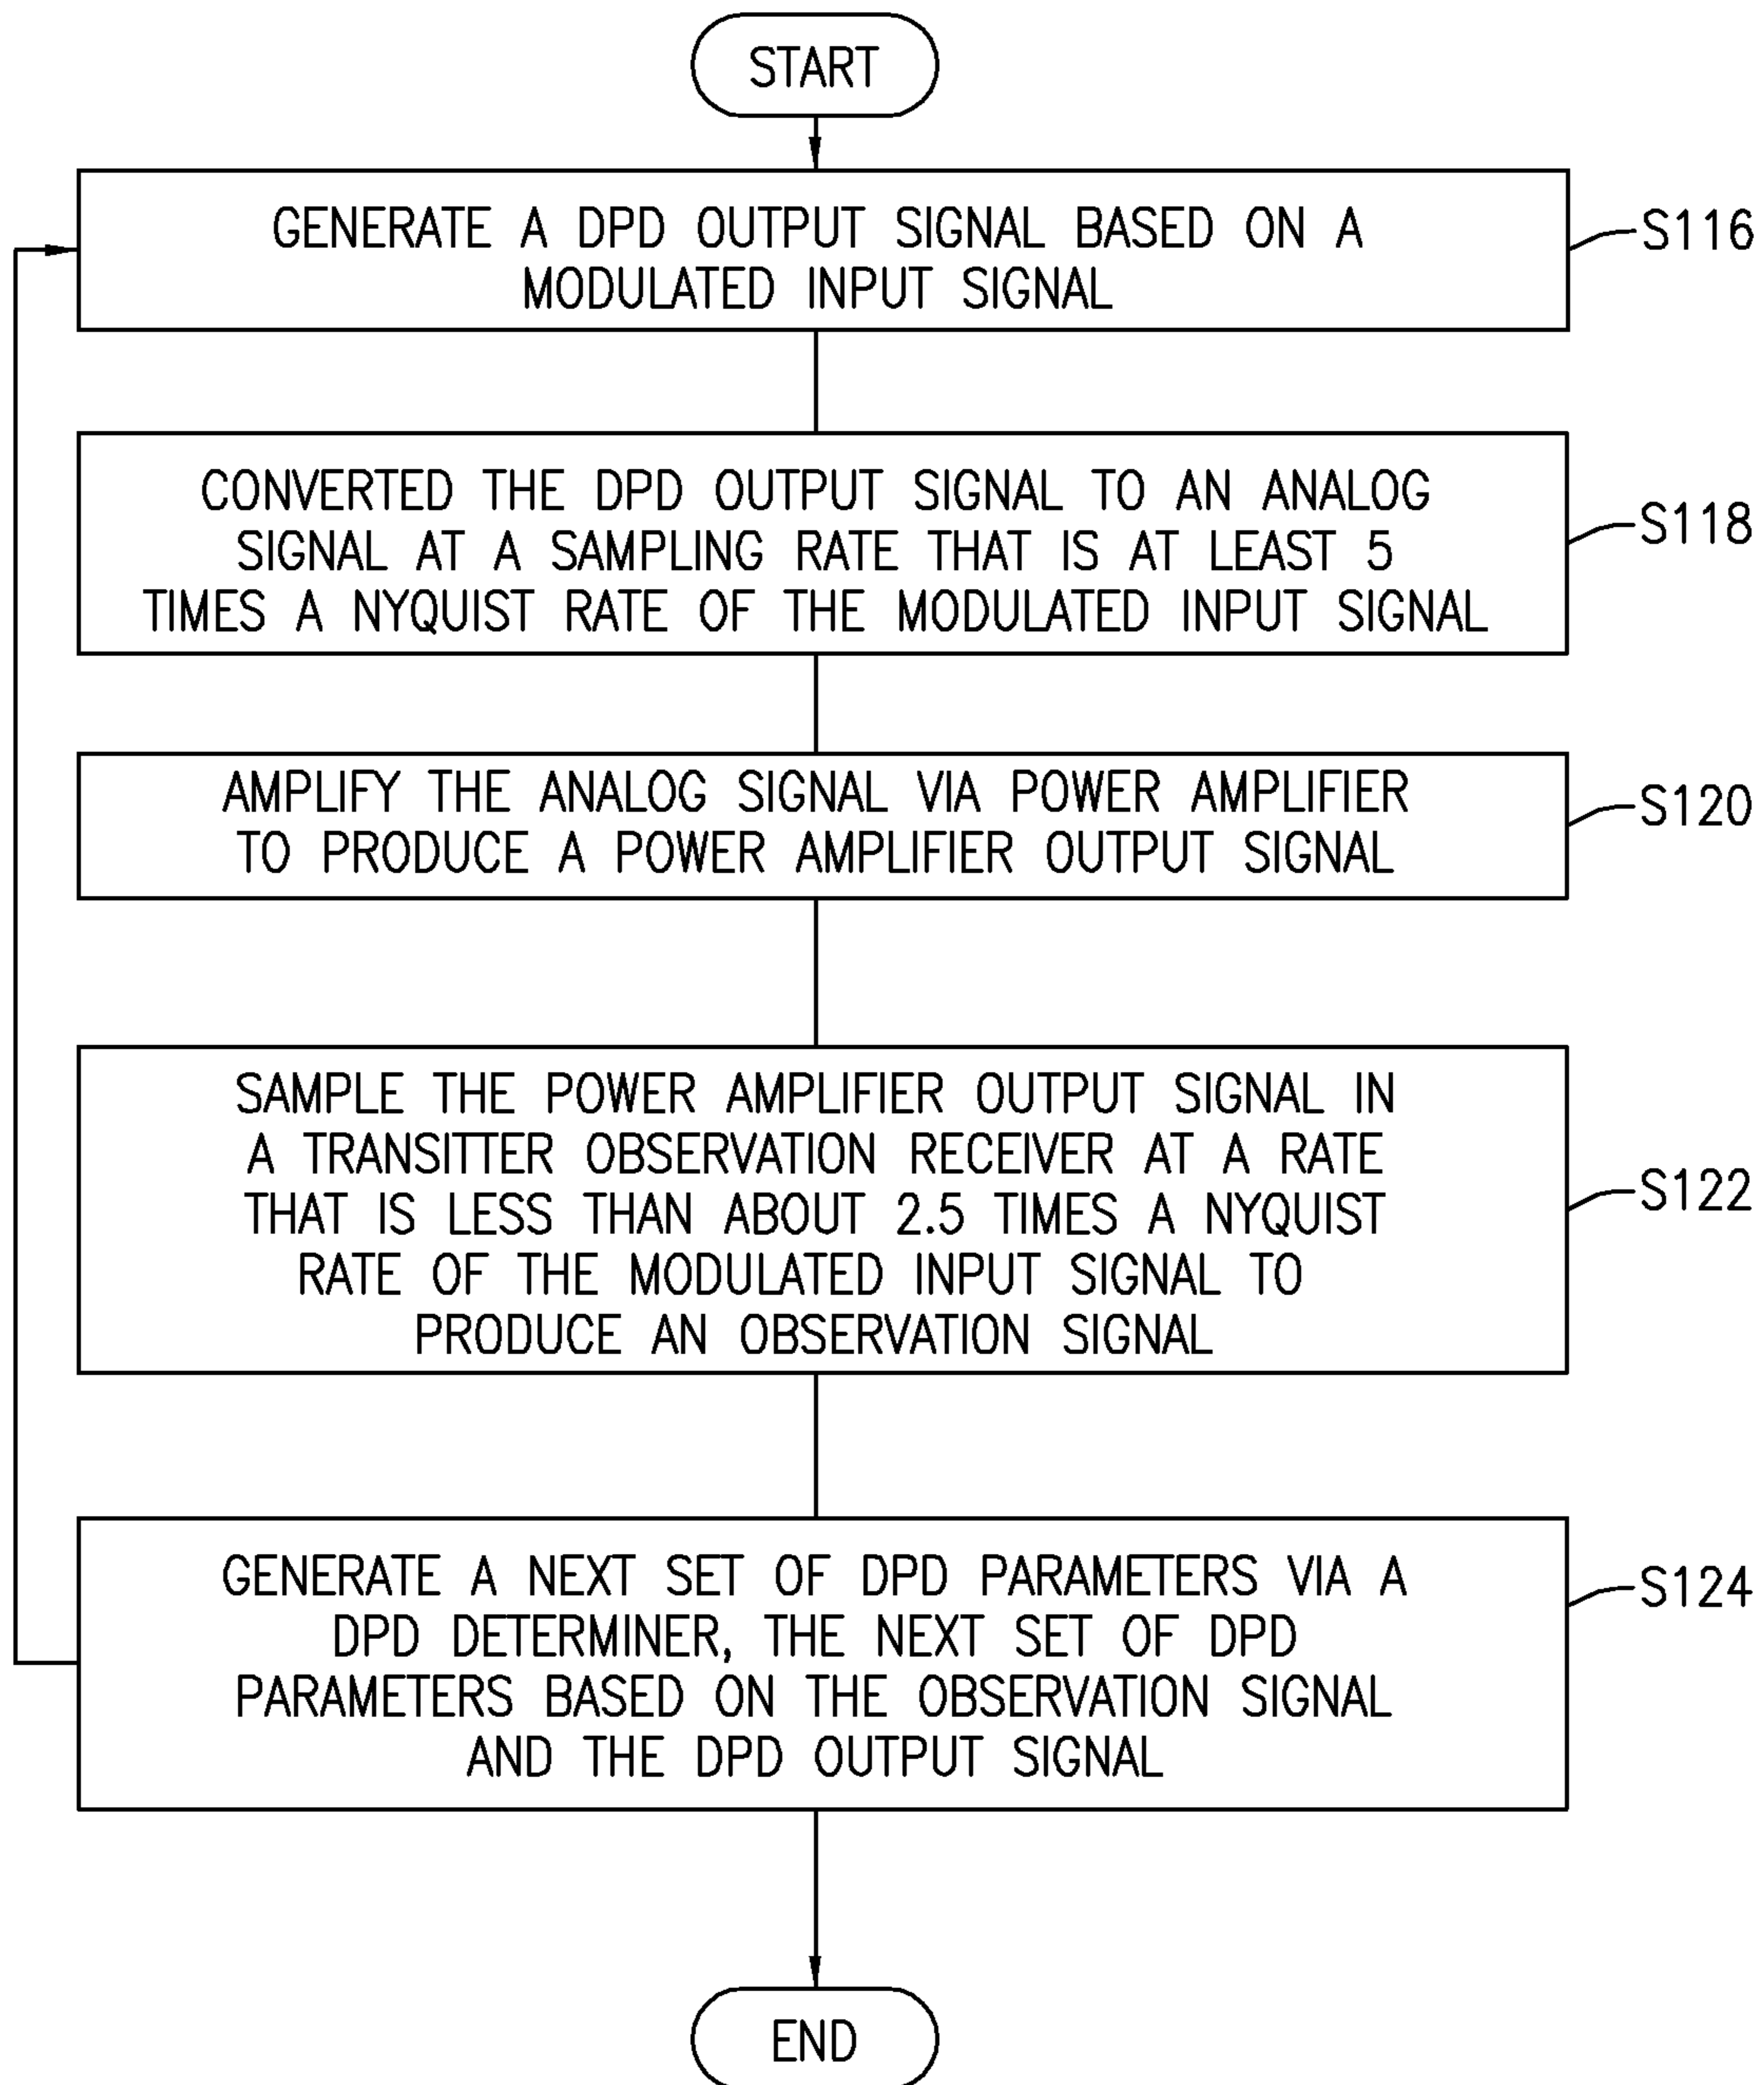 START
GENERATE A DPD OUTPUT SIGNAL BASED ON A
MODULATED INPUT SIGNAL
S116
CONVERTED THE DPD OUTPUT SIGNAL TO AN ANALOG
SIGNAL AT A SAMPLING RATE THAT IS AT LEAST 5
TIMES A NYQUIST RATE OF THE MODULATED INPUT SIGNAL
S118
AMPLIFY THE ANALOG SIGNAL VIA POWER AMPLIFIER
TO PRODUCE A POWER AMPLIFIER OUTPUT SIGNAL
S120
SAMPLE THE POWER AMPLIFIER OUTPUT SIGNAL IN
A TRANSITTER OBSERVATION RECEIVER AT A RATE
THAT IS LESS THAN ABOUT 2.5 TIMES A NYQUIST
RATE OF THE MODULATED INPUT SIGNAL TO
PRODUCE AN OBSERVATION SIGNAL
S122
GENERATE A NEXT SET OF DPD PARAMETERS VIA A
DPD DETERMINER, THE NEXT SET OF DPD
PARAMETERS BASED ON THE OBSERVATION SIGNAL
AND THE DPD OUTPUT SIGNAL
S124
END